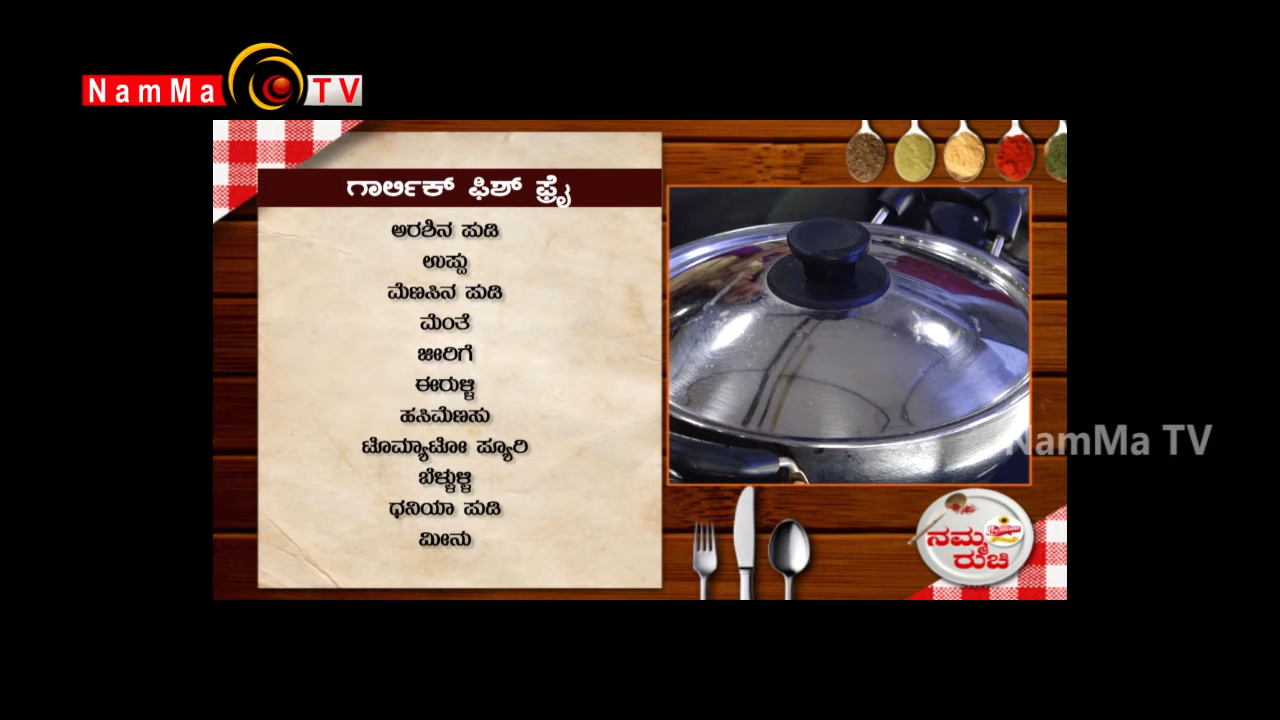 NamMa TV
ಗಾರ್ಲಿಕ್ ಫಿಶ್ ಫ್ರೈ
ಅರಶಿನ ಪುಡಿ
ಉಪ್ಪು
ಮೆಣಸಿನ ಪುಡಿ
ಮೆಂತೆ
ಜೀರಿಗೆ
ಈರುಳ್ಳಿ
ಹಸಿಮೆಣಸು
ಟೊಮ್ಯಾಟೋ ಪ್ಯೂರಿ
ಬೆಳ್ಳುಳ್ಳಿ
ಧನಿಯಾ ಪುಡಿ
ಮೀನು
NamMa TV
ನಮ್ಮ
ರುಚಿ